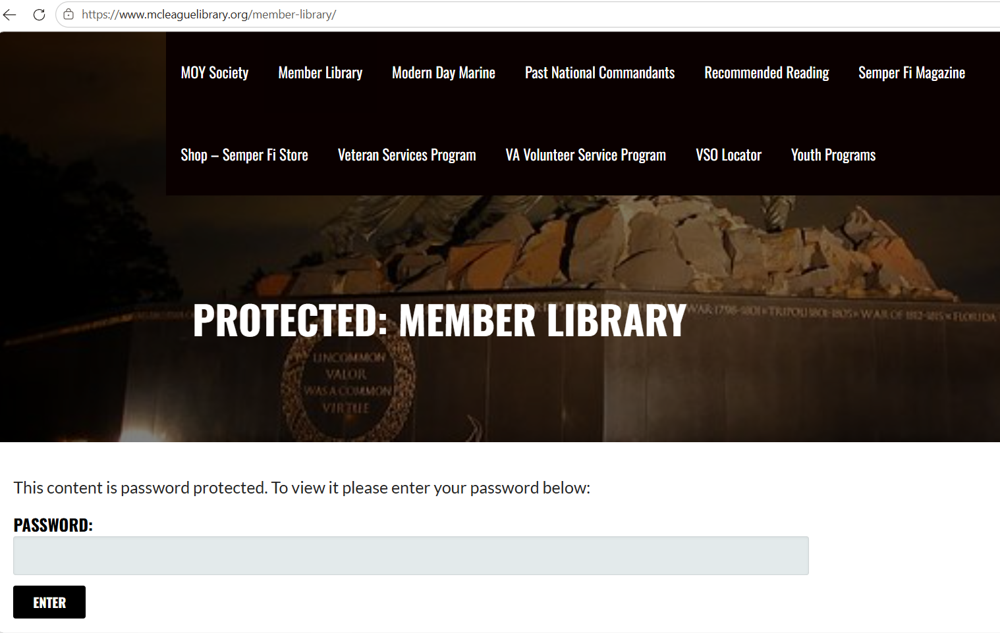 https://www.mcleaguelibrary.org/member-library/
MOY Society Member Library Modern Day Marine Past National Commandants Recommended Reading Semper Fi Magazine
Shop – Semper Fi Store Veteran Services Program VA Volunteer Service Program VSO Locator Youth Programs
WAR 1798-1801 TRIPOLI 1801-1805 WAR OF 1812-1815 FLORIDA
PROTECTED: MEMBER LIBRARY
UNCOMMON
VALOR
WAS A COMMON
VIRTUE
This content is password protected. To view it please enter your password below:
PASSWORD:
ENTER